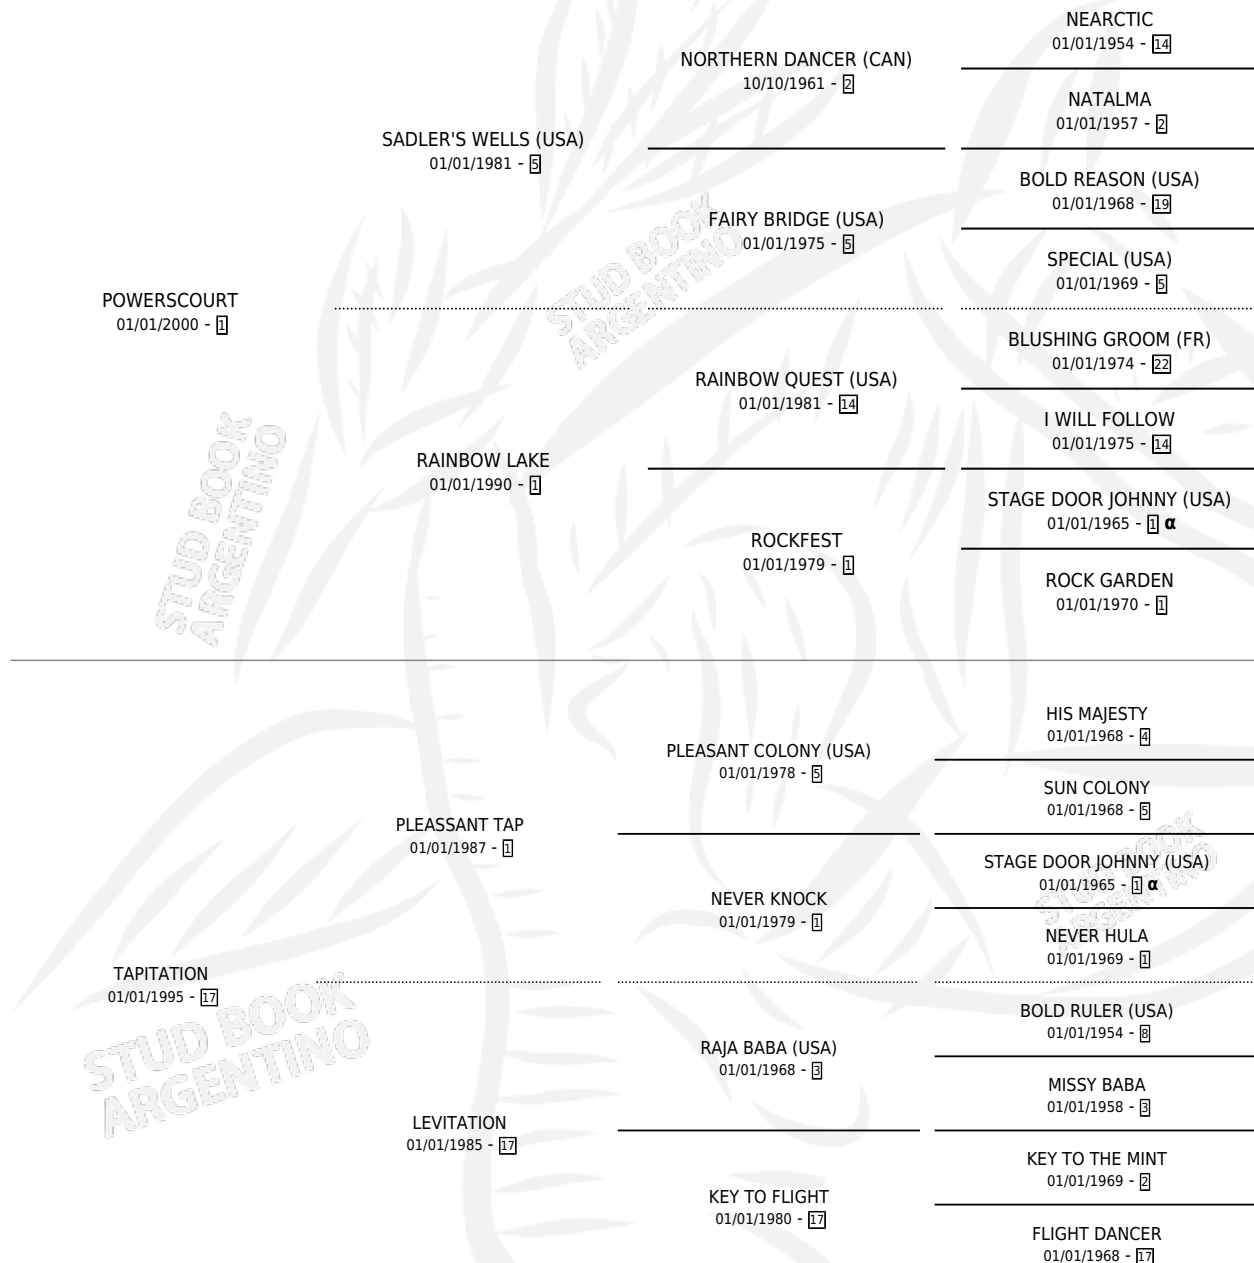 NEARCTIC
01/01/1954 - 14
NORTHERN DANCER (CAN)
10/10/1961 - 2
NATALMA
01/01/1957 - 2
SADLER'S WELLS (USA)
01/01/1981 - 5
BOLD REASON (USA)
01/01/1968 - 19
FAIRY BRIDGE (USA)
01/01/1975 - 5
SPECIAL (USA)
01/01/1969 - 5
POWERSCOURT
01/01/2000 - 1
BLUSHING GROOM (FR)
01/01/1974 - 22
RAINBOW QUEST (USA)
01/01/1981 - 14
I WILL FOLLOW
01/01/1975 - 14
RAINBOW LAKE
01/01/1990 - 1
STAGE DOOR JOHNNY (USA)
01/01/1965 - 1 α
ROCKFEST
01/01/1979 - 1
ROCK GARDEN
01/01/1970 - 1
STUD BOOK
ARGENTINO
STUD BOOK
ARGENTINO
HIS MAJESTY
01/01/1968 - 4
PLEASANT COLONY (USA)
01/01/1978 - 5
SUN COLONY
01/01/1968 - 5
PLEASSANT TAP
01/01/1987 - 1
STAGE DOOR JOHNNY (USA)
01/01/1965 - 1 α
NEVER KNOCK
01/01/1979 - 1
NEVER HULA
01/01/1969 - 1
TAPITATION
01/01/1995 - 17
BOLD RULER (USA)
01/01/1954 - 8
RAJA BABA (USA)
01/01/1968 - 3
MISSY BABA
01/01/1958 - 3
LEVITATION
01/01/1985 - 17
KEY TO THE MINT
01/01/1969 - 2
KEY TO FLIGHT
01/01/1980 - 17
FLIGHT DANCER
01/01/1968 - 17
STUD BOOK
ARGENTINO
STUD BOOK
ARGENTINO